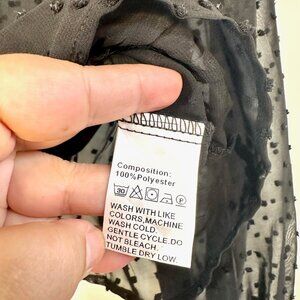 Composition:
100%Polyester
30
WASH WITH LIKE
COLORS,MACHINE
WASH COLD.
GENTLE CYCLE.DO
NOT BLEACH.
TUMBLE DRY LOW.